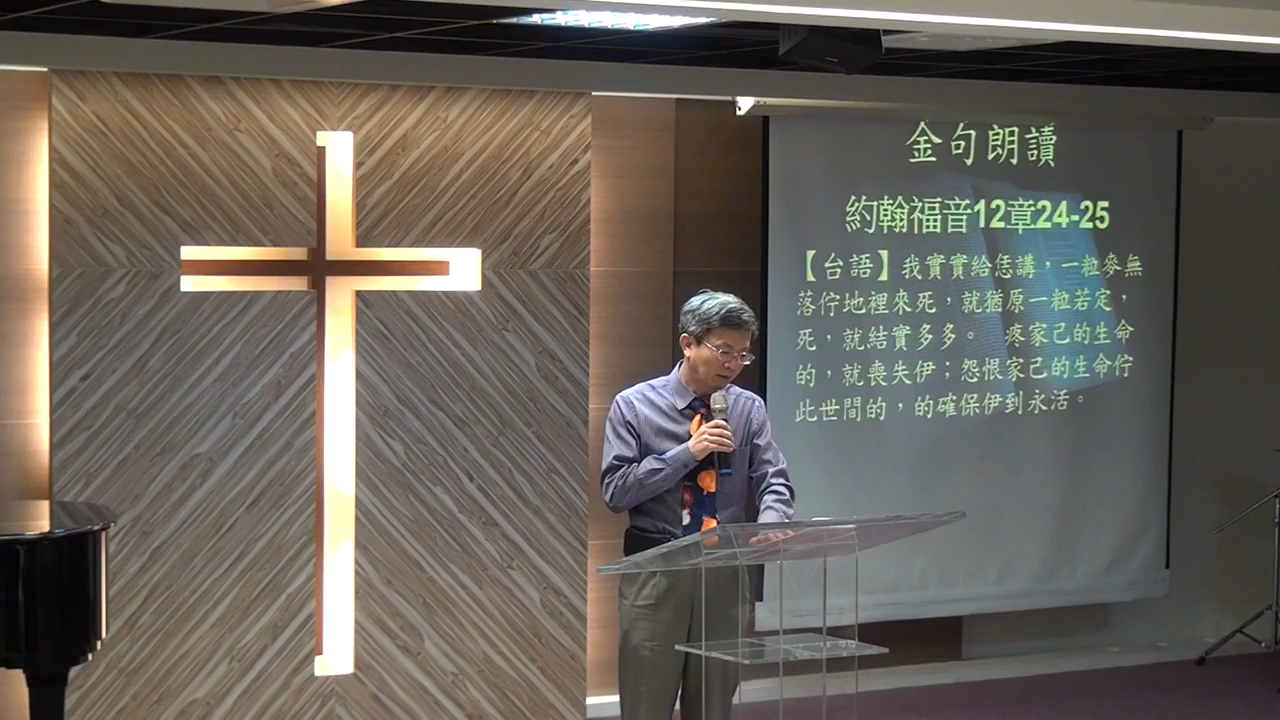 金句朗讀
約翰福音12章24-25
【台語】我實實給恁講，一粒麥無
落佇地裡來死，就猶原一粒若定，
死，就結實多多。　疼家己的生命
的，就喪失伊；怨恨家己的生命佇
此世間的，的確保伊到永活。